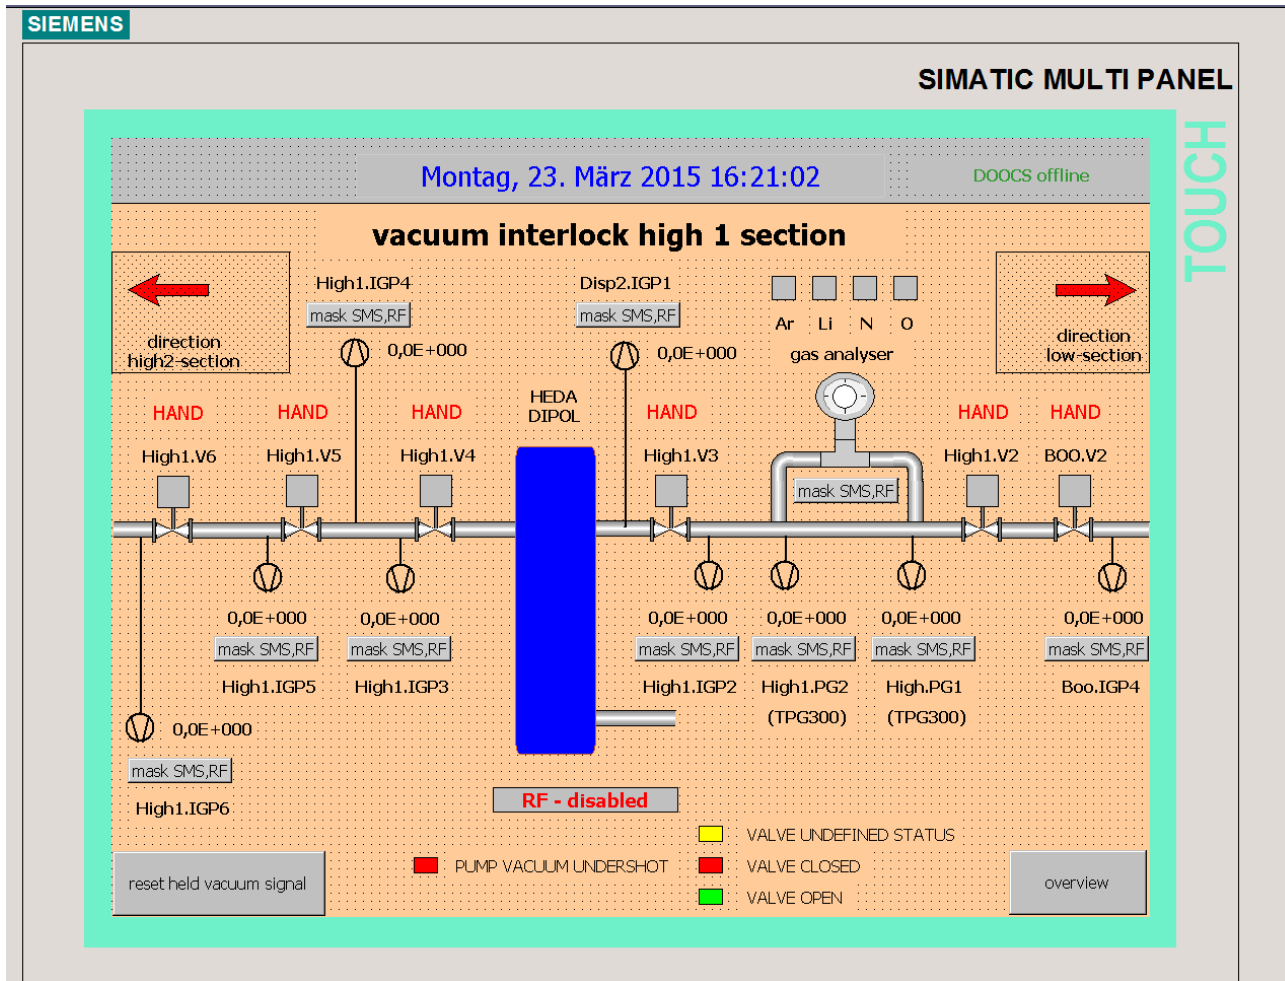 SIEMENS
SIMATIC MULTI PANEL
TOUCH
Montag, 23. März 2015 16:21:02
DOOCS offline
vacuum interlock high 1 section
direction
high2-section
High1.IGP4
mask SMS,RF
0,0E+000
Disp2.IGP1
mask SMS,RF
0,0E+000
Ar Li N O
gas analyser
direction
low-section
HAND
HAND
HAND
HEDA
DIPOL
HAND
HAND
HAND
High1.V6
High1.V5
High1.V4
High1.V3
High1.V2
BOO.V2
mask SMS,RF
0,0E+000
mask SMS,RF
High1.IGP5
0,0E+000
mask SMS,RF
High1.IGP3
0,0E+000
mask SMS,RF
High1.IGP2
0,0E+000
mask SMS,RF
High1.PG2
(TPG300)
0,0E+000
mask SMS,RF
High.PG1
(TPG300)
0,0E+000
mask SMS,RF
Boo.IGP4
0,0E+000
mask SMS,RF
High1.IGP6
RF - disabled
VALVE UNDEFINED STATUS
PUMP VACUUM UNDERSHOT
VALVE CLOSED
VALVE OPEN
reset held vacuum signal
overview